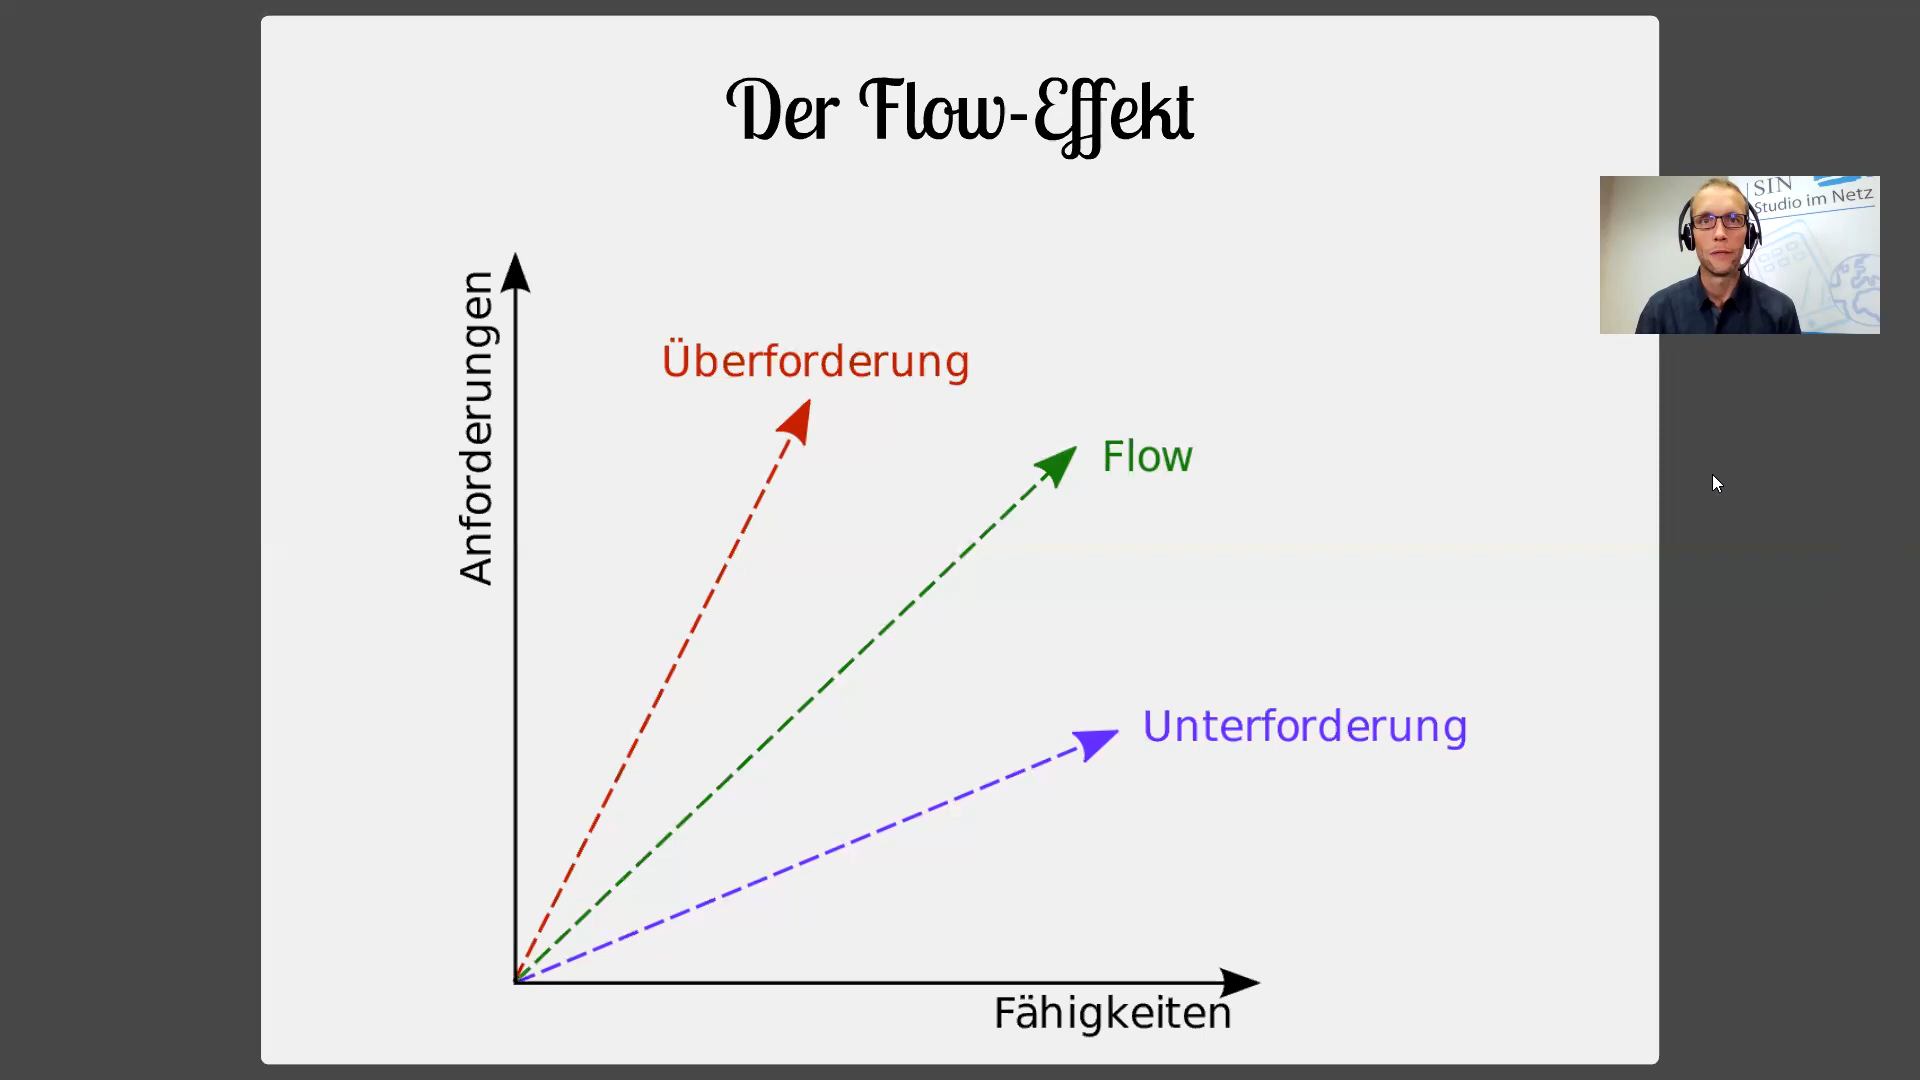 Der Flow-Effekt
SIN
Studio im Netz
Anforderungen
Überforderung
Flow
Unterforderung
Fähigkeiten